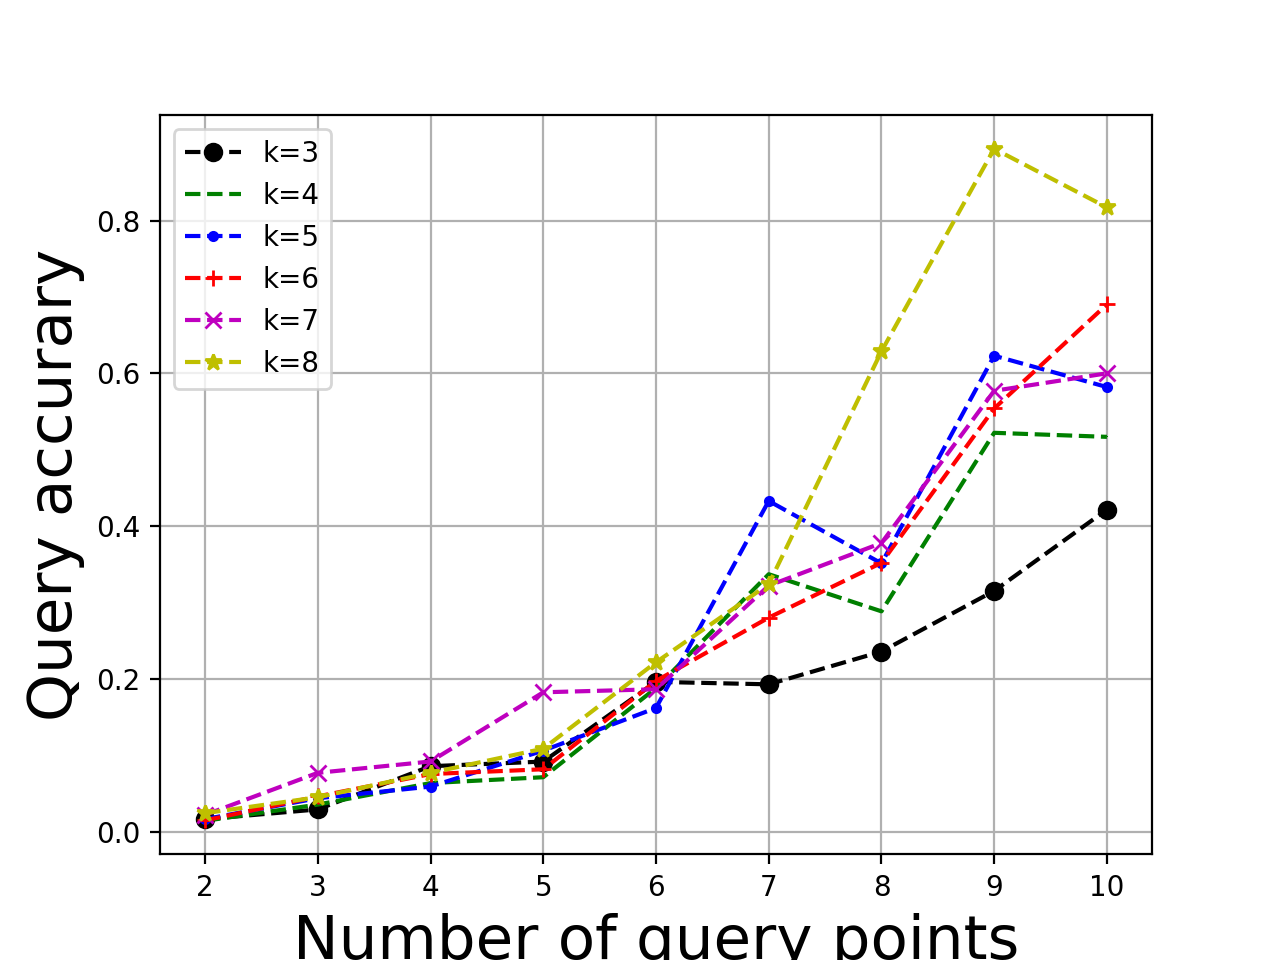 k=3
k=4
k=5
k=6
k=7
k=8
0.8
0.6
0.4
0.2
0.0
Query accurary
2 3 4 5 6 7 8 9 10
Number of query points